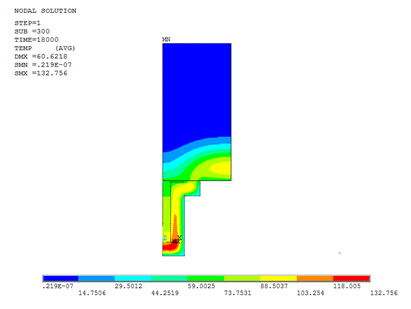 NODAL SOLUTION
STEP=1
SUB =300
TIME=18000
TEMP (AVG)
DMX =60.6218
SMN =.219E-07
SMX =132.756
MN
MX
.219E-07 29.5012 59.0025 88.5037 118.005
14.7506 44.2519 73.7531 103.254 132.756